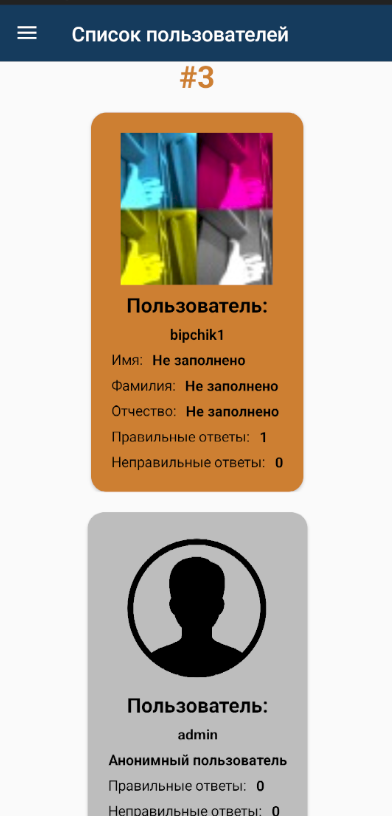 Список пользователей
#3
Пользователь:
bipchik1
Имя: Не заполнено
Фамилия: Не заполнено
Отчество: Не заполнено
Правильные ответы: 1
Неправильные ответы: 0
Пользователь:
admin
Анонимный пользователь
Правильные ответы: 0
Неправильные ответы: 0